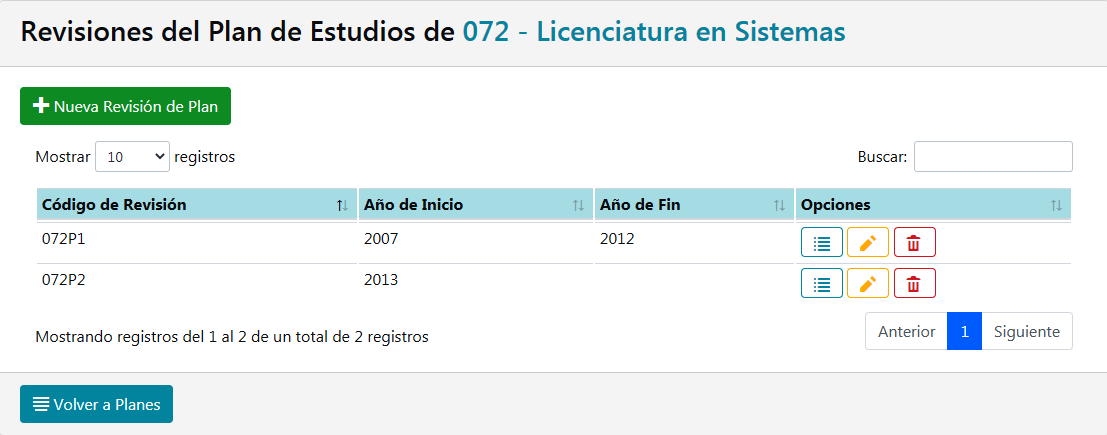 Revisiones del Plan de Estudios de 072 - Licenciatura en Sistemas
Nueva Revisión de Plan
Mostrar 10 registros Buscar:
Código de Revisión Año de Inicio Año de Fin Opciones
072P1 2007 2012
072P2 2013
Mostrando registros del 1 al 2 de un total de 2 registros Anterior 1 Siguiente
Volver a Planes